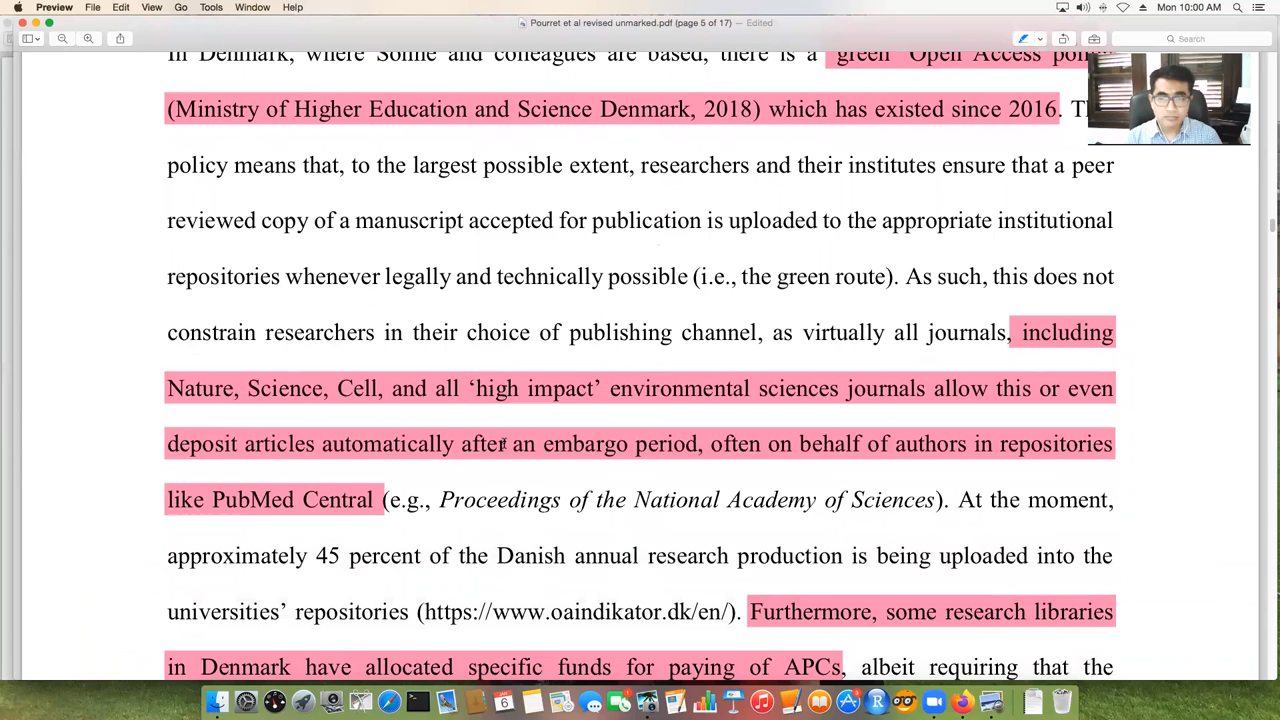 Preview File Edit View Go Tools Window Help Mon 10:00 AM
Pourret et al revised unmarked.pdf (page 5 of 17) — Edited
Search
In Denmark, where Sonne and colleagues are based, there is a 'green' Open Access policy
(Ministry of Higher Education and Science Denmark, 2018) which has existed since 2016.
policy means that, to the largest possible extent, researchers and their institutes ensure that a peer
reviewed copy of a manuscript accepted for publication is uploaded to the appropriate institutional
repositories whenever legally and technically possible (i.e., the green route). As such, this does not
constrain researchers in their choice of publishing channel, as virtually all journals, including
Nature, Science, Cell, and all ‘high impact’ environmental sciences journals allow this or even
deposit articles automatically after an embargo period, often on behalf of authors in repositories
like PubMed Central (e.g., Proceedings of the National Academy of Sciences). At the moment,
approximately 45 percent of the Danish annual research production is being uploaded into the
universities’ repositories (https://www.oaindikator.dk/en/). Furthermore, some research libraries
in Denmark have allocated specific funds for paying of APCs, albeit requiring that the